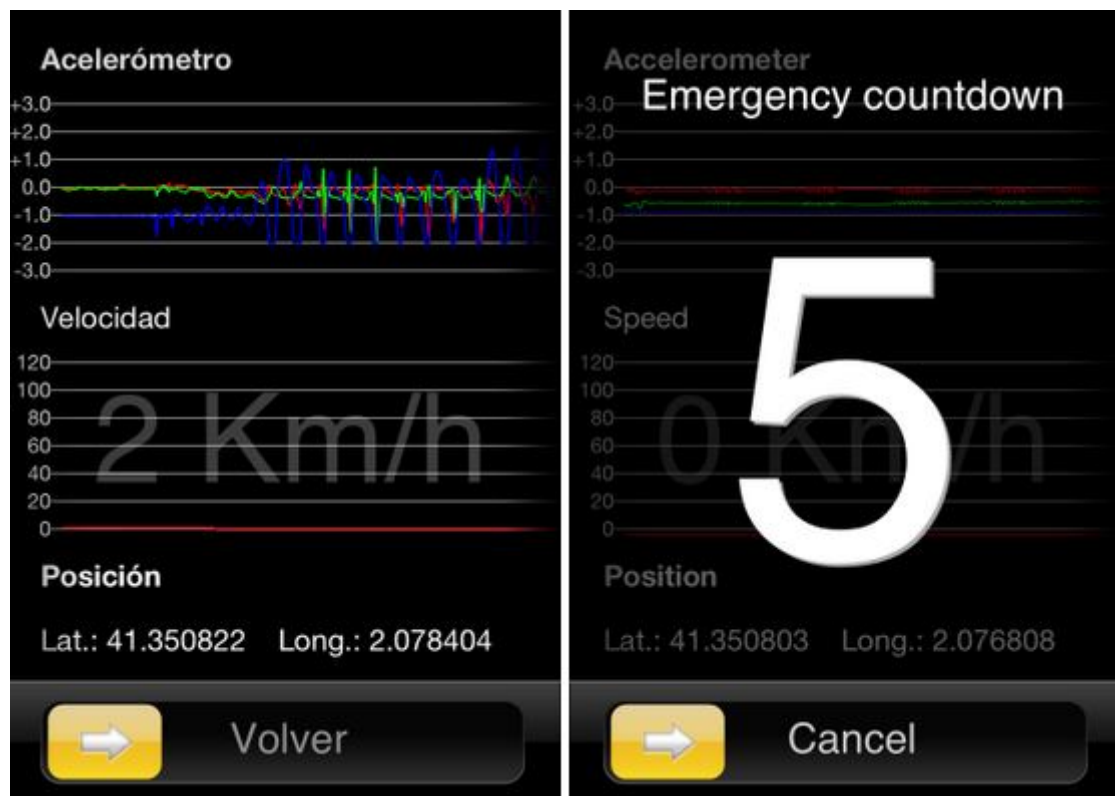 Acelerómetro
+3.0
+2.0
+1.0
0.0
-1.0
-2.0
-3.0
Velocidad
120
100
80
60
40
20
0
2 Km/h
Posición
Lat.: 41.350822 Long.: 2.078404
Volver
Accelerometer
Emergency countdown
+3.0
+2.0
+1.0
0.0
-1.0
-2.0
-3.0
5
Speed
120
100
80
60
40
20
0
0 Km/h
Position
Lat.: 41.350803 Long.: 2.076808
Cancel